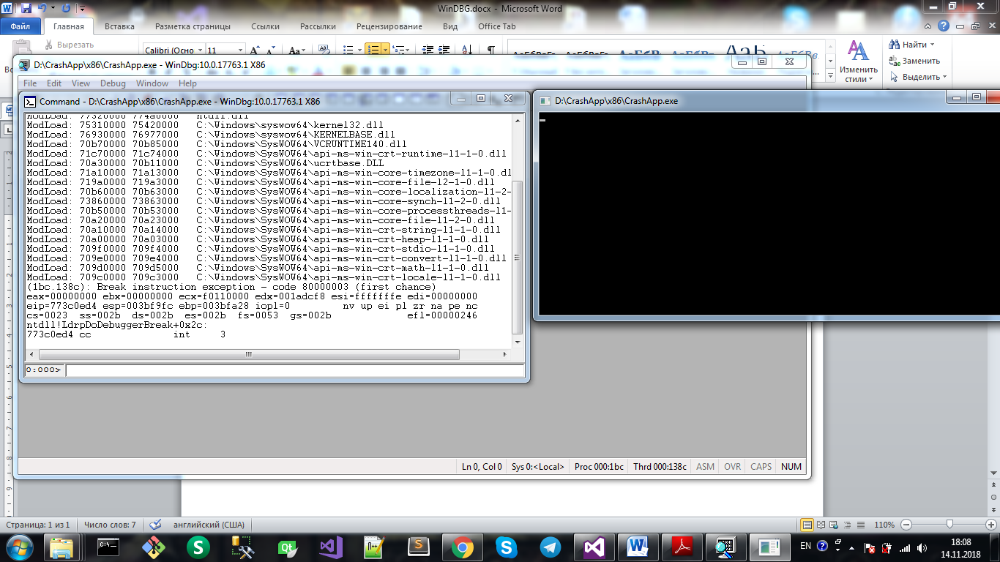 WinDBG.docx - Microsoft Word
Файл Главная Вставка Разметка страницы Ссылки Рассылки Рецензирование Вид Office Tab
Вырезать
Calibri (Осно 11
Найти
Заменить
Выделить
Изменить
стили
D:\CrashApp\x86\CrashApp.exe - WinDbg:10.0.17763.1 X86
File Edit View Debug Window Help
Command - D:\CrashApp\x86\CrashApp.exe - WinDbg:10.0.17763.1 X86
ModLoad: 77320000 774a0000 ntdll.dll
ModLoad: 75310000 75420000 C:\Windows\syswow64\kernel32.dll
ModLoad: 76930000 76977000 C:\Windows\syswow64\KERNELBASE.dll
ModLoad: 70b70000 70b85000 C:\Windows\SysWOW64\VCRUNTIME140.dll
ModLoad: 71c70000 71c74000 C:\Windows\SysWOW64\api-ms-win-crt-runtime-l1-1-0.dll
ModLoad: 70a30000 70b11000 C:\Windows\SysWOW64\ucrtbase.DLL
ModLoad: 71a10000 71a13000 C:\Windows\SysWOW64\api-ms-win-core-timezone-l1-1-0.dl
ModLoad: 719a0000 719a3000 C:\Windows\SysWOW64\api-ms-win-core-file-l2-1-0.dll
ModLoad: 70b60000 70b63000 C:\Windows\SysWOW64\api-ms-win-core-localization-l1-2-
ModLoad: 73860000 73863000 C:\Windows\SysWOW64\api-ms-win-core-synch-l1-2-0.dll
ModLoad: 70b50000 70b53000 C:\Windows\SysWOW64\api-ms-win-core-processthreads-l1-
ModLoad: 70a20000 70a23000 C:\Windows\SysWOW64\api-ms-win-core-file-l1-2-0.dll
ModLoad: 70a10000 70a14000 C:\Windows\SysWOW64\api-ms-win-crt-string-l1-1-0.dll
ModLoad: 70a00000 70a03000 C:\Windows\SysWOW64\api-ms-win-crt-heap-l1-1-0.dll
ModLoad: 709f0000 709f4000 C:\Windows\SysWOW64\api-ms-win-crt-stdio-l1-1-0.dll
ModLoad: 709e0000 709e4000 C:\Windows\SysWOW64\api-ms-win-crt-convert-l1-1-0.dll
ModLoad: 709d0000 709d5000 C:\Windows\SysWOW64\api-ms-win-crt-math-l1-1-0.dll
ModLoad: 709c0000 709c3000 C:\Windows\SysWOW64\api-ms-win-crt-locale-l1-1-0.dll
(1bc.138c): Break instruction exception - code 80000003 (first chance)
eax=00000000 ebx=00000000 ecx=f0110000 edx=001adcf8 esi=fffffffe edi=00000000
eip=773c0ed4 esp=003bf9fc ebp=003bfa28 iopl=0 nv up ei pl zr na pe nc
cs=0023 ss=002b ds=002b es=002b fs=0053 gs=002b efl=00000246
ntdll!LdrpDoDebuggerBreak+0x2c:
773c0ed4 cc int 3
0:000>
D:\CrashApp\x86\CrashApp.exe
Ln 0, Col 0 Sys 0:<Local> Proc 000:1bc Thrd 000:138c ASM OVR CAPS NUM
Страница: 1 из 1 Число слов: 7 английский (США) 110%
EN 18:08
14.11.2018